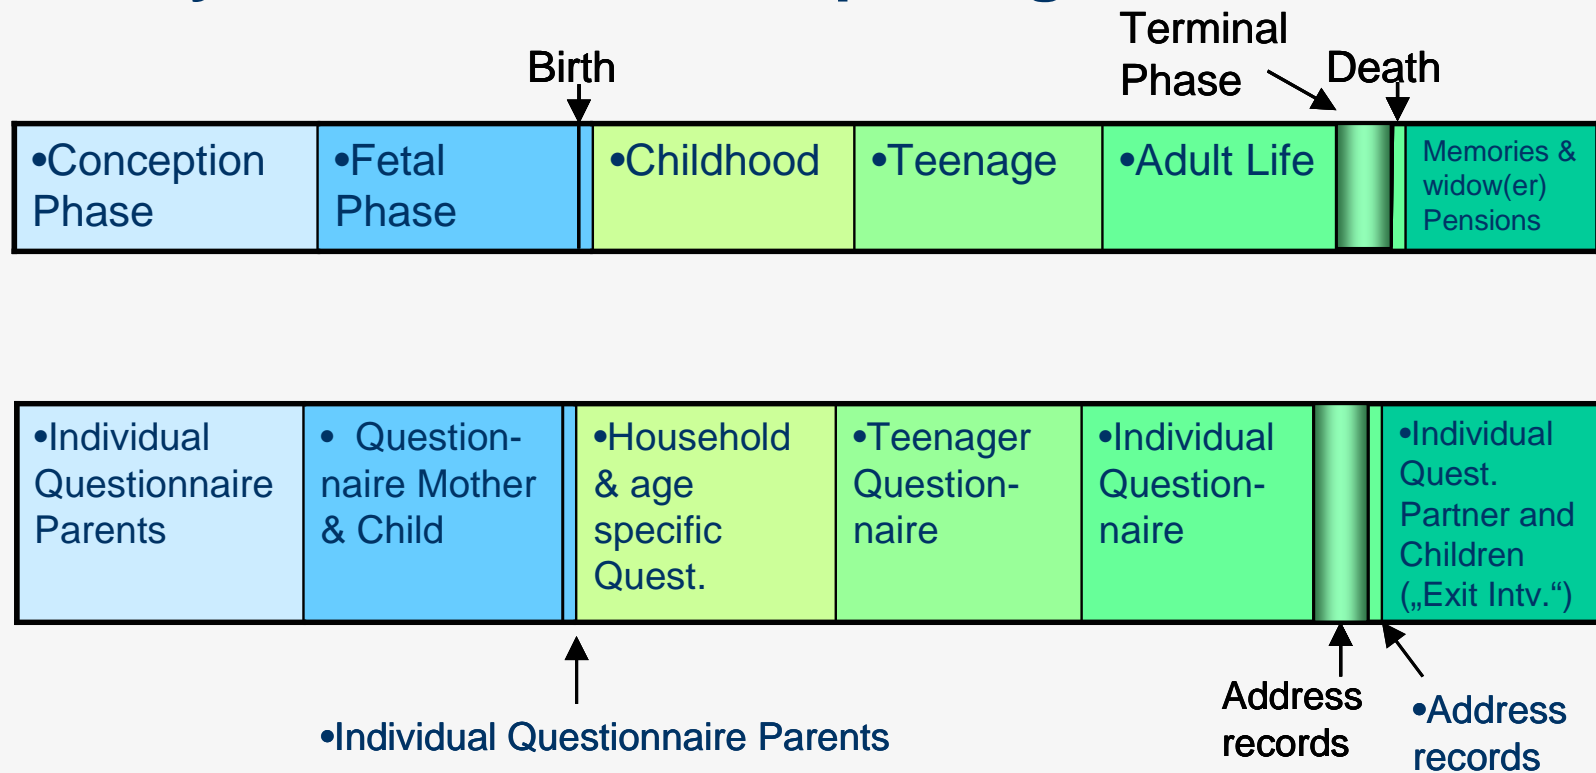 Terminal
Phase
Birth
Death
•Conception
Phase
•Fetal
Phase
•Childhood
•Teenage
•Adult Life
Memories &
widow(er)
Pensions
•Individual
Questionnaire
Parents
• Question-
naire Mother
& Child
•Household
& age
specific
Quest.
•Teenager
Question-
naire
•Individual
Question-
naire
•Individual
Quest.
Partner and
Children
(„Exit Intv.“)
•Individual Questionnaire Parents
Address
records
•Address
records